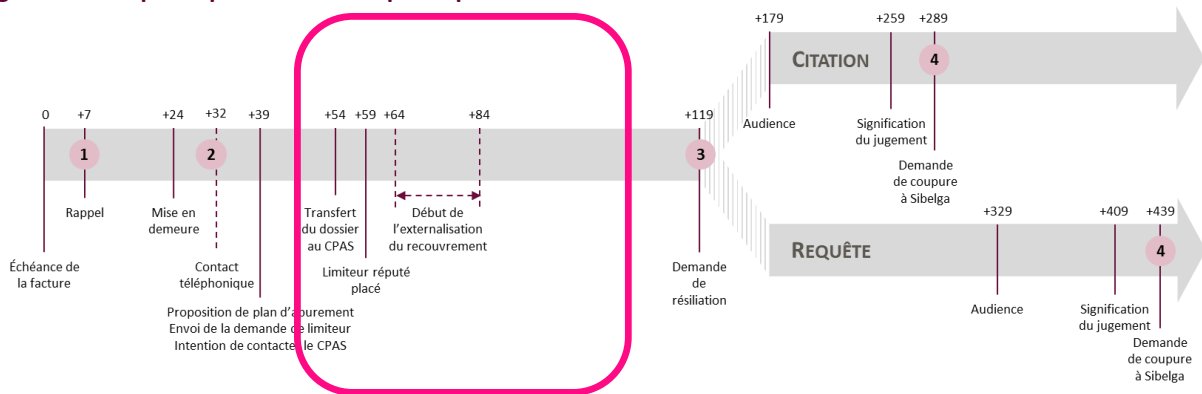 +179
+259
+289
CITATION
4
Audience
Signification
du jugement
Demande
de coupure
à Sibelga
0
+7
+24
+32
+39
+54
+59
+64
+84
+119
1
2
3
Rappel
Mise en
demeure
Transfert
du dossier
au CPAS
Début de
l'externalisation
du recouvrement
Échéance de
la facture
Contact
téléphonique
Limiteur réputé
placé
Demande
de
résiliation
Proposition de plan d'apurement
Envoi de la demande de limiteur
Intention de contacter le CPAS
+329
+409
+439
REQUÊTE
4
Audience
Signification
du jugement
Demande
de coupure
à Sibelga